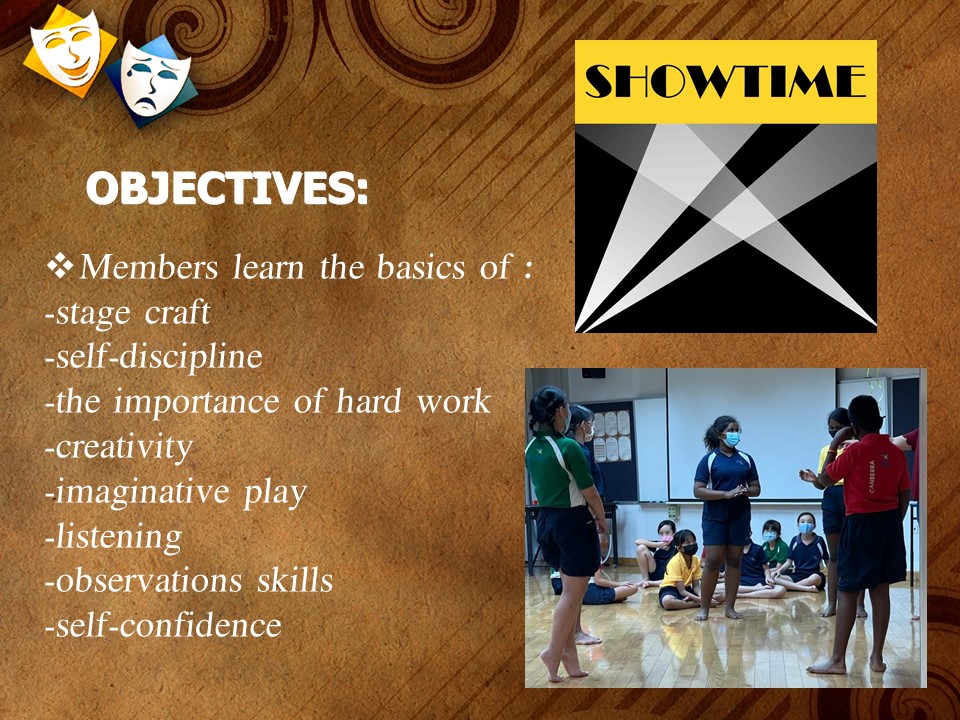 SHOWTIME
OBJECTIVES:
❖Members learn the basics of :
-stage craft
-self-discipline
-the importance of hard work
-creativity
-imaginative play
-listening
-observations skills
-self-confidence
CANBERRA